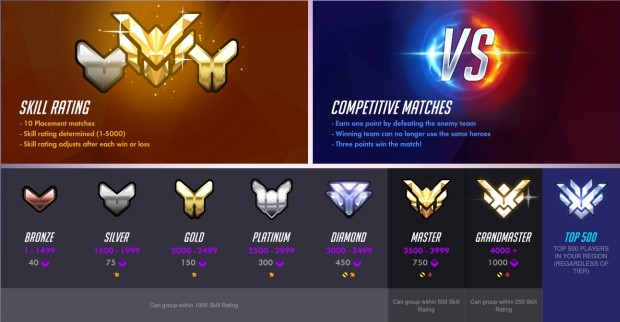 SKILL RATING
- 10 Placement matches
- Skill rating determined (1-5000)
- Skill rating adjusts after each win or loss
VS
COMPETITIVE MATCHES
- Earn one point by defeating the enemy team
- Winning team can no longer use the same heroes
- Three points win the match!
BRONZE
1 - 1499
40
SILVER
1500 - 1999
75
GOLD
2000 - 2499
150
PLATINUM
2500 - 2999
300
DIAMOND
3000 - 3499
450
MASTER
3500 - 3999
750
GRANDMASTER
4000 +
1000
TOP 500
TOP 500 PLAYERS
IN YOUR REGION
(REGARDLESS OF
TIER)
Can group within 1000 Skill Rating
Can group within 500 Skill
Rating
Can group within 250 Skill
Rating